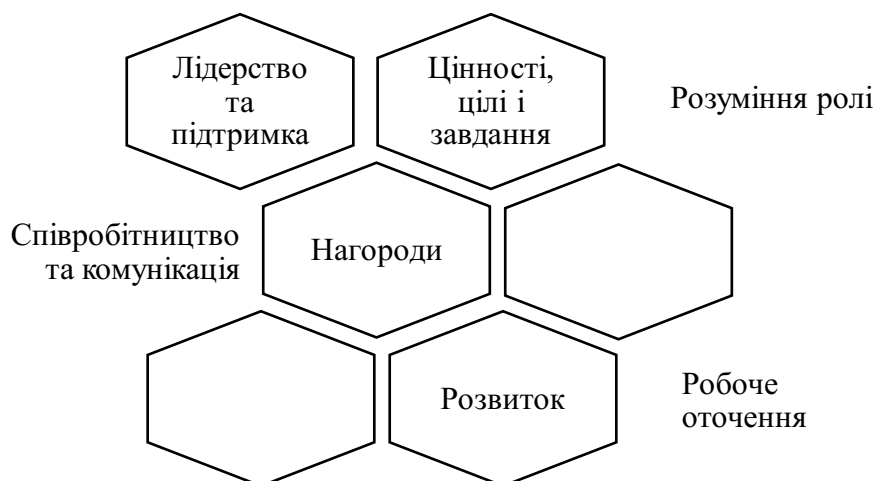 Лідерство
та
підтримка
Цінності,
цілі і
завдання
Розуміння ролі
Співробітництво
та комунікація
Нагороди
Розвиток
Робоче
оточення